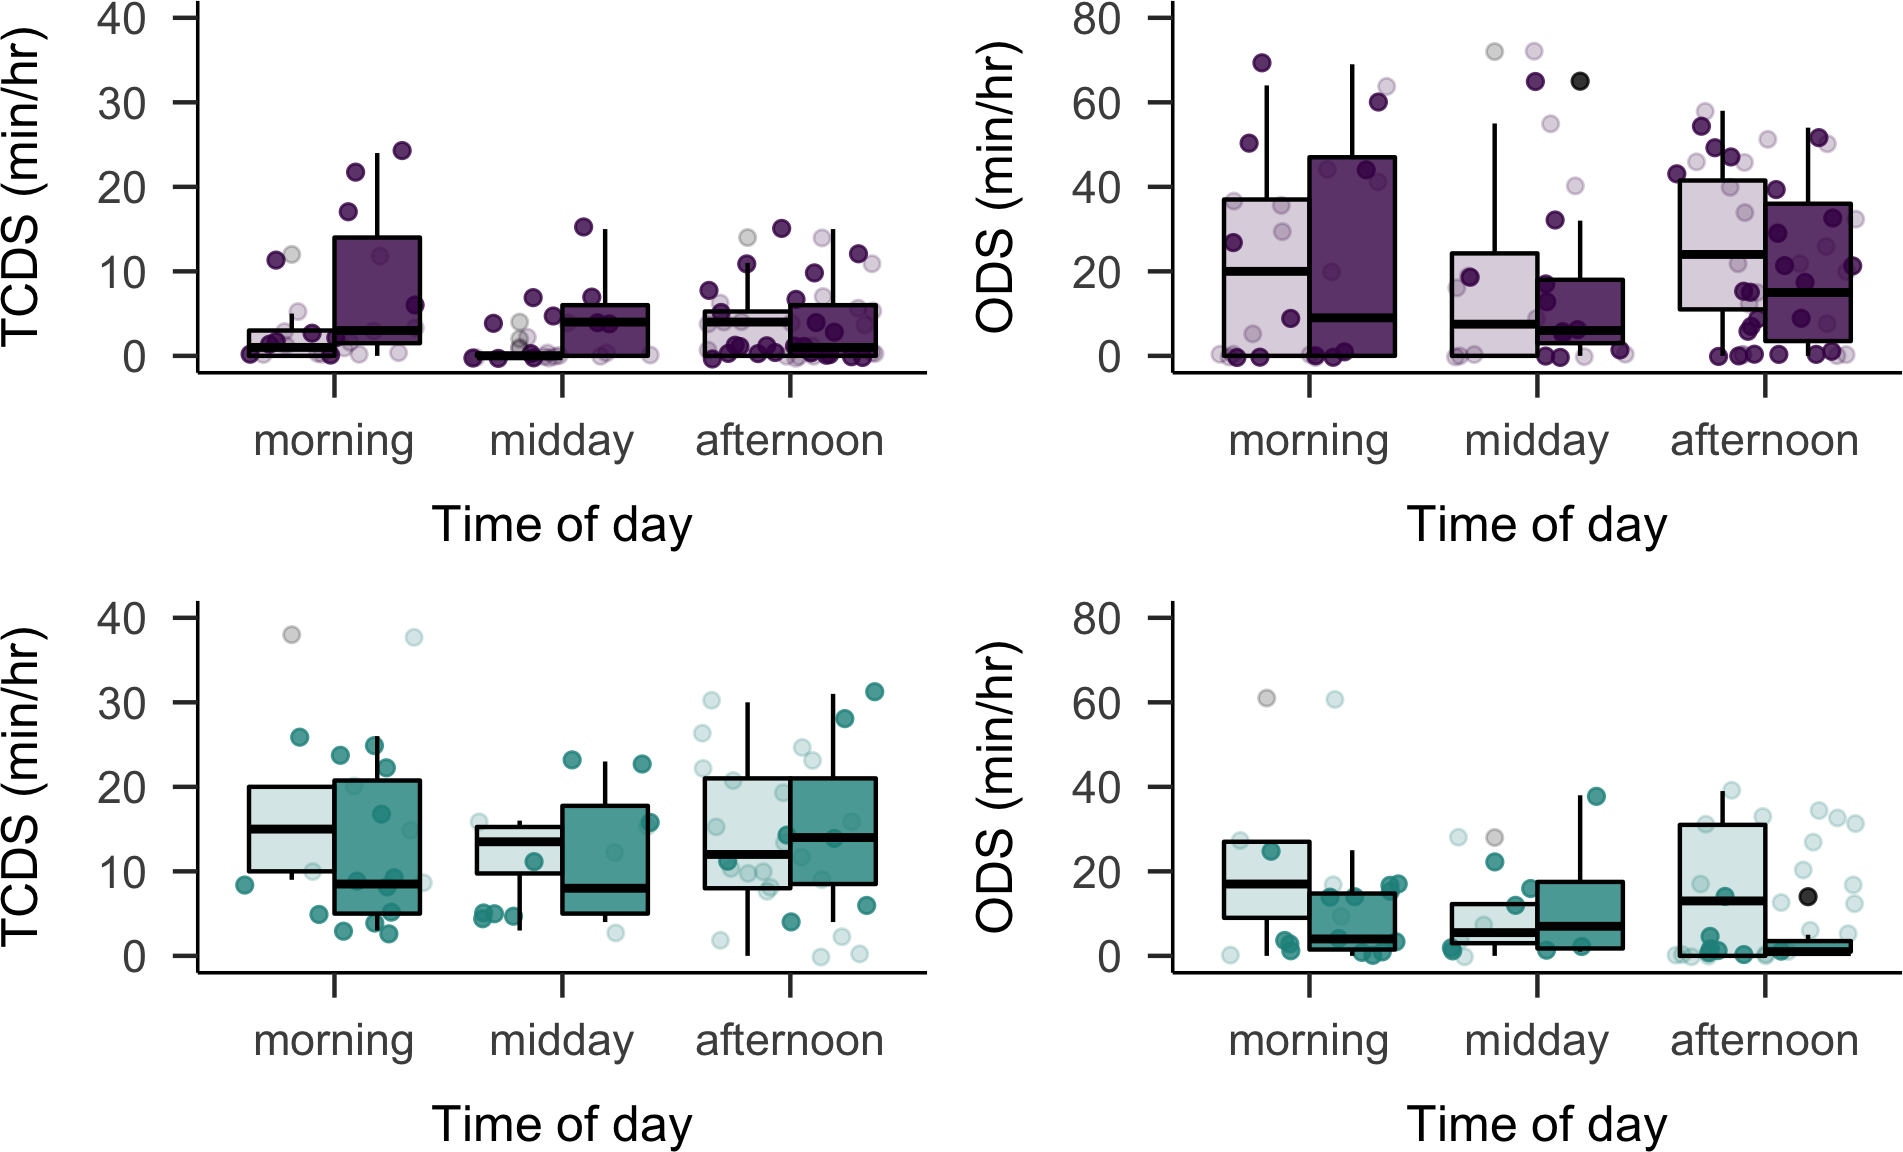 TCDS (min/hr)
40
30
20
10
0
morning midday afternoon
Time of day
ODS (min/hr)
80
60
40
20
0
morning midday afternoon
Time of day
TCDS (min/hr)
40
30
20
10
0
morning midday afternoon
Time of day
ODS (min/hr)
80
60
40
20
0
morning midday afternoon
Time of day